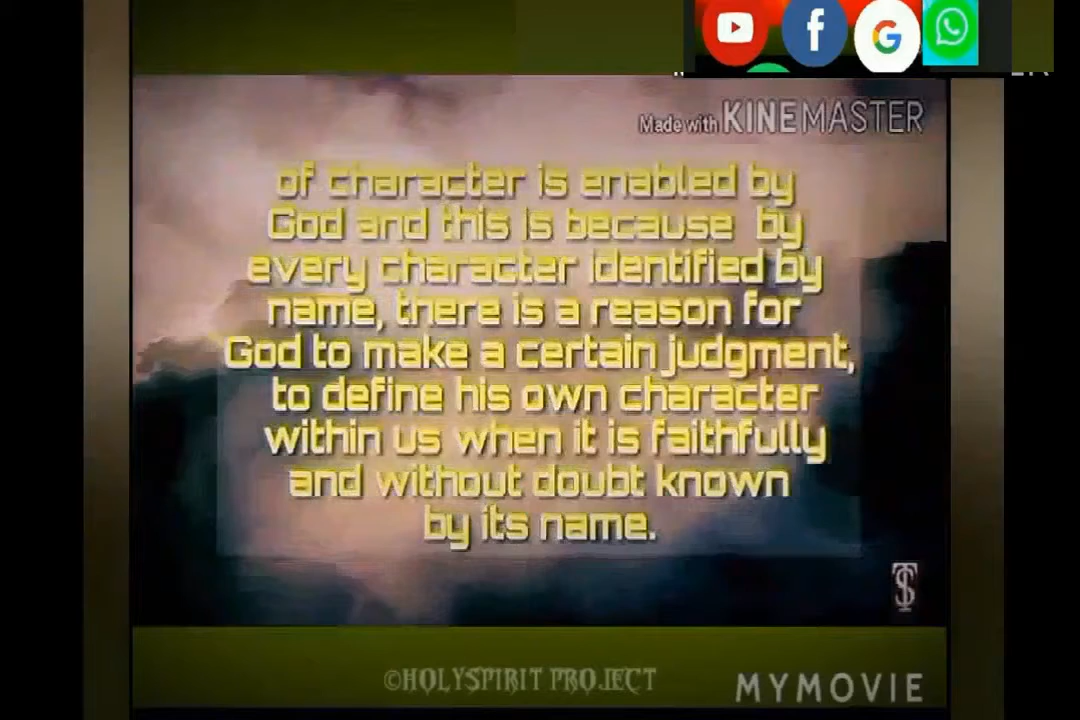 Made with KINEMASTER
of character is enabled by
God and this is because by
every character identified by
name, there is a reason for
God to make a certain judgment,
to define his own character
within us when it is faithfully
and without doubt known
by its name.
©HOLYSPIRIT PROJECT
MYMOVIE